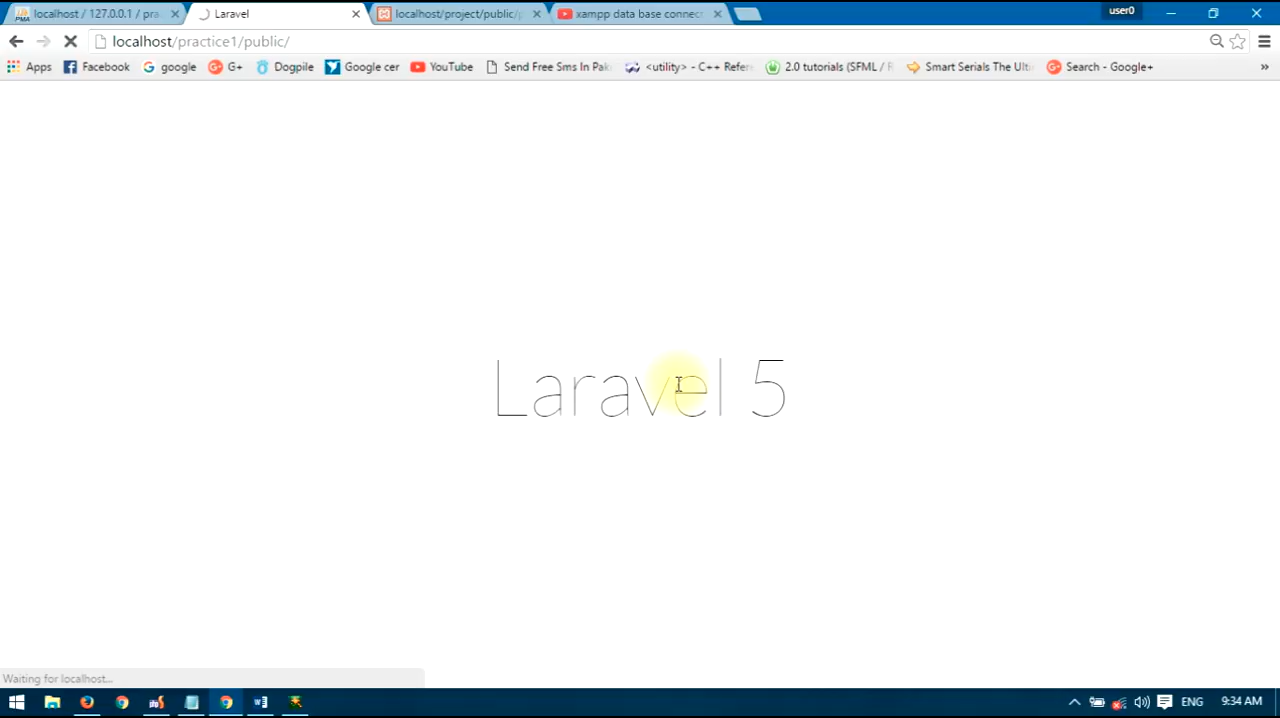 localhost / 127.0.0.1 / pra
Laravel
localhost/project/public/
xampp data base connect
user0
localhost/practice1/public/
Apps
Facebook
google
G+
Dogpile
Google cer
YouTube
Send Free Sms In Pak
<utility> - C++ Refere
2.0 tutorials (SFML / R
Smart Serials The Ulti
Search - Google+
»
Laravel 5
Waiting for localhost...
ENG
9:34 AM